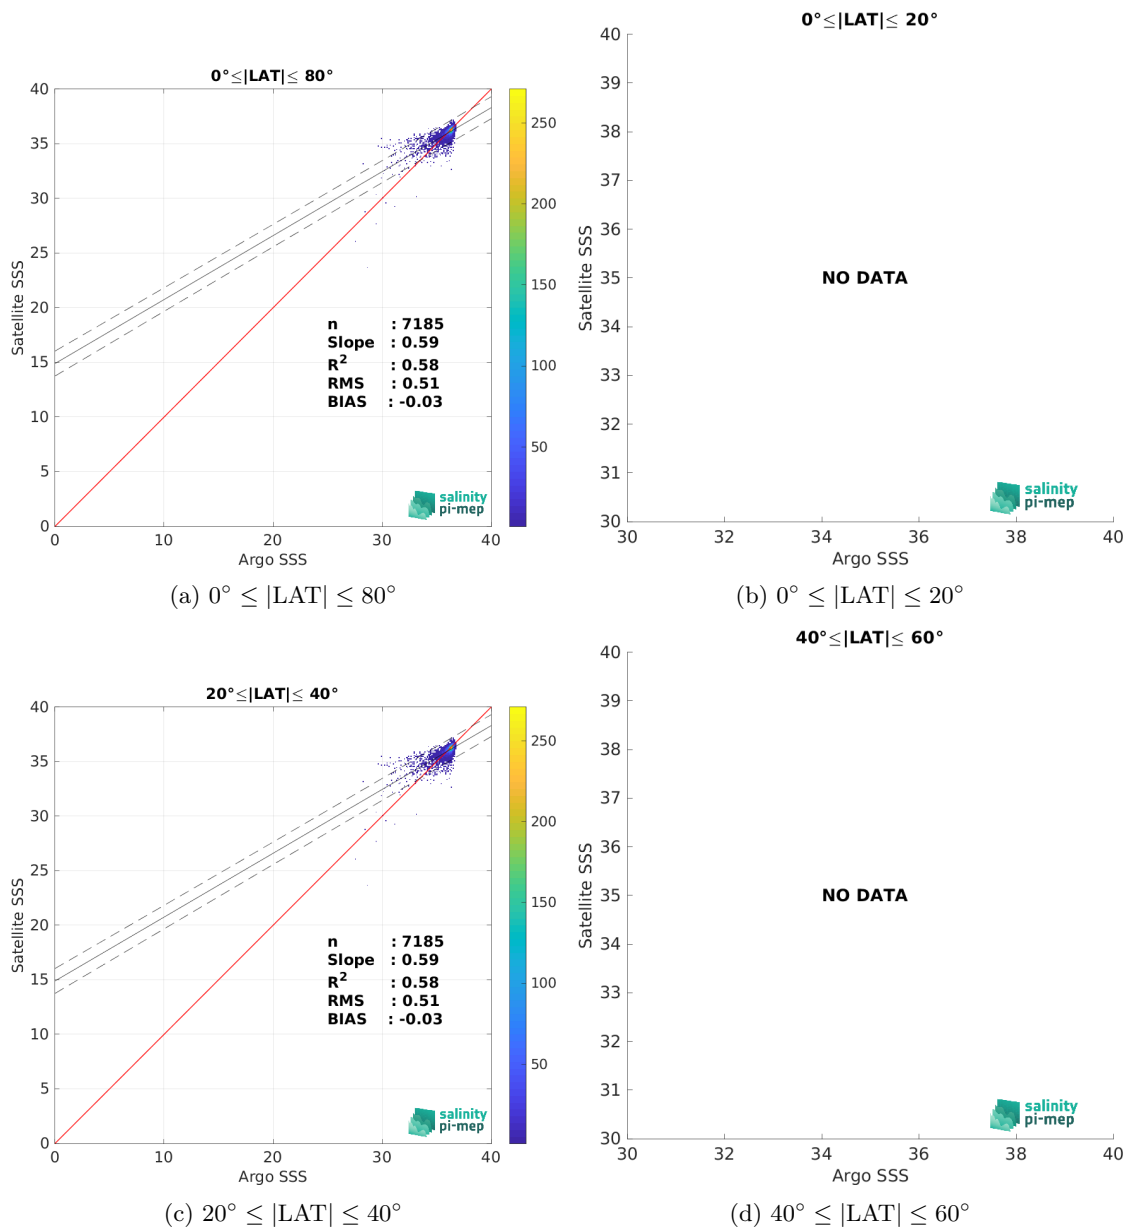 0°≤|LAT|≤ 80°
40
35
30
25
20
15
10
5
0
Satellite SSS
0
10
20
30
40
Argo SSS
250
200
150
100
50
n : 7185
Slope : 0.59
R² : 0.58
RMS : 0.51
BIAS : -0.03
salinity
pi-mep
(a) 0° ≤ |LAT| ≤ 80°
0°≤|LAT|≤ 20°
40
39
38
37
36
35
34
33
32
31
30
Satellite SSS
NO DATA
30
32
34
36
38
40
Argo SSS
salinity
pi-mep
(b) 0° ≤ |LAT| ≤ 20°
20°≤|LAT|≤ 40°
40
35
30
25
20
15
10
5
0
Satellite SSS
0
10
20
30
40
Argo SSS
250
200
150
100
50
n : 7185
Slope : 0.59
R² : 0.58
RMS : 0.51
BIAS : -0.03
salinity
pi-mep
(c) 20° ≤ |LAT| ≤ 40°
40°≤|LAT|≤ 60°
40
39
38
37
36
35
34
33
32
31
30
Satellite SSS
NO DATA
30
32
34
36
38
40
Argo SSS
salinity
pi-mep
(d) 40° ≤ |LAT| ≤ 60°